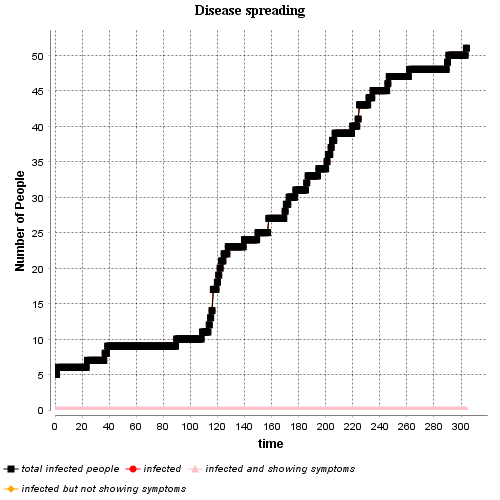 Disease spreading
Number of People
50
45
40
35
30
25
20
15
10
5
0
0 20 40 60 80 100 120 140 160 180 200 220 240 260 280 300
time
total infected people infected infected and showing symptoms
infected but not showing symptoms